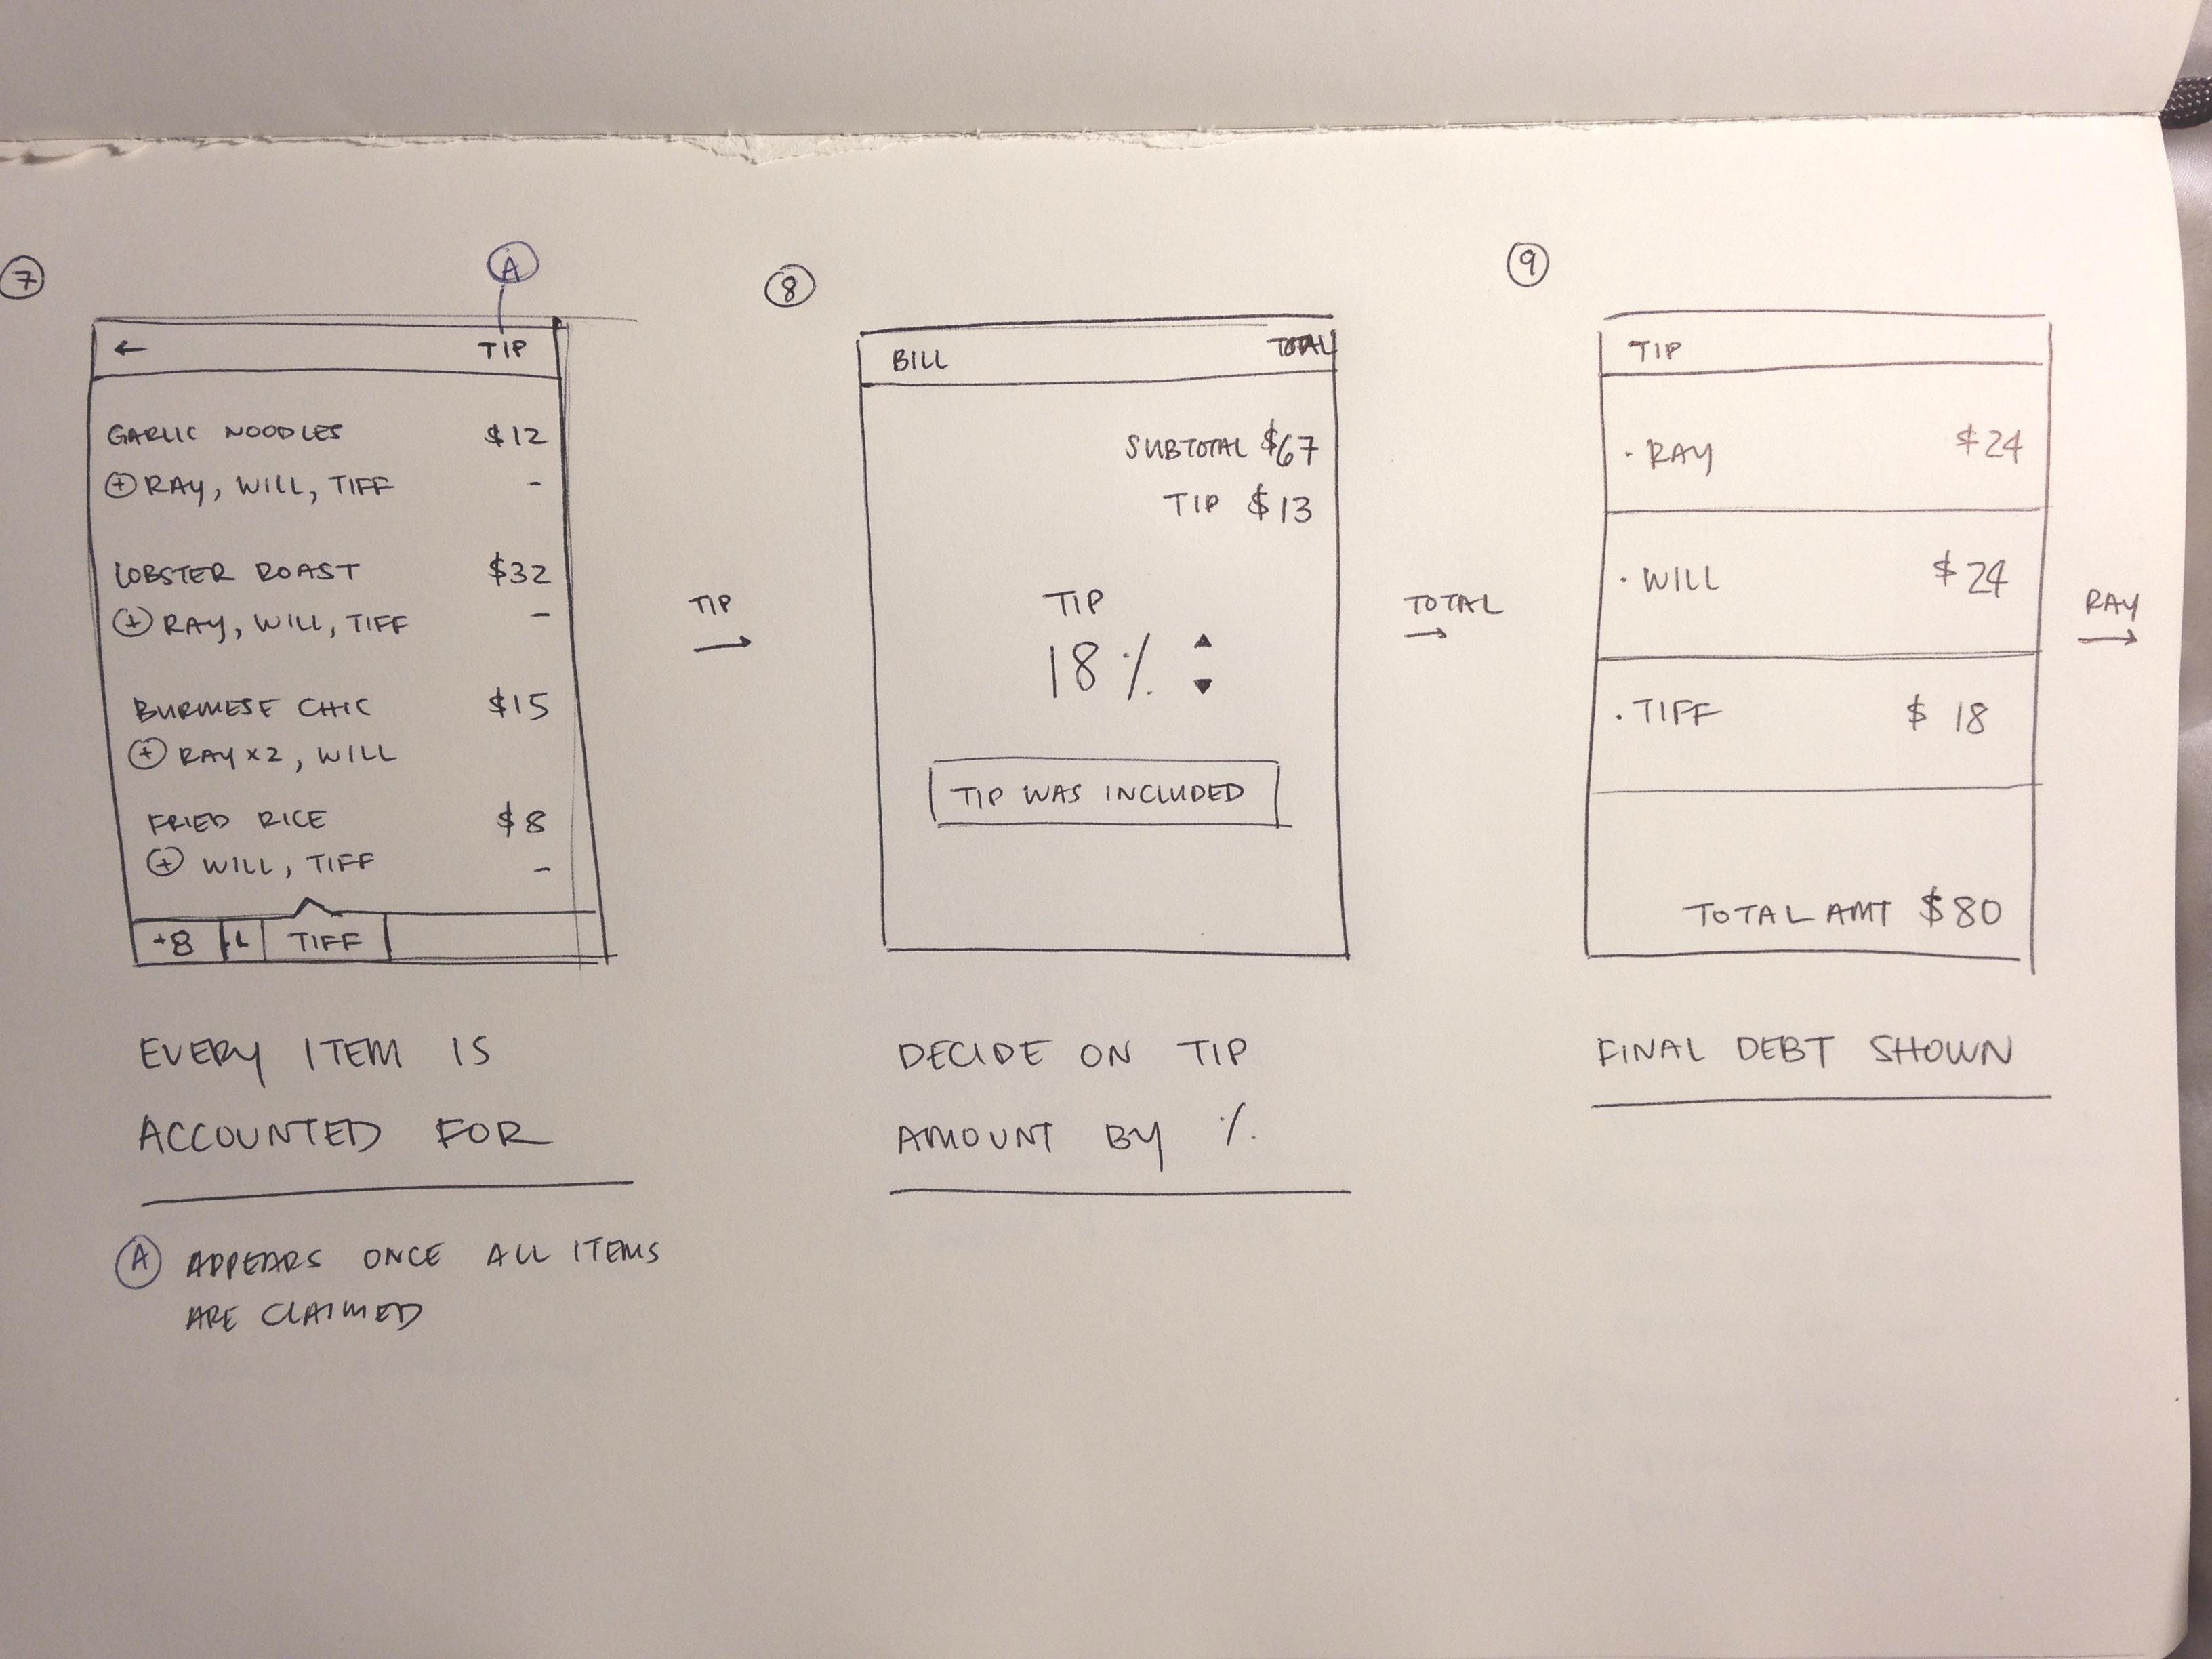 7
A
← TIP
GARLIC NOODLES $12
+ RAY, WILL, TIFF -
LOBSTER ROAST $32
+ RAY, WILL, TIFF -
BURMESE CHIC $15
+ RAY x2, WILL
FRIED RICE $8
+ WILL, TIFF -
+8 TIFF
EVERY ITEM IS
ACCOUNTED FOR
A APPEARS ONCE ALL ITEMS
ARE CLAIMED
TIP
→
8
BILL TOTAL
SUBTOTAL $67
TIP $13
TIP
18%
TIP WAS INCLUDED
DECIDE ON TIP
AMOUNT BY %
TOTAL
→
9
TIP
· RAY $24
· WILL $24
· TIFF $18
TOTAL AMT $80
FINAL DEBT SHOWN
RAY
→